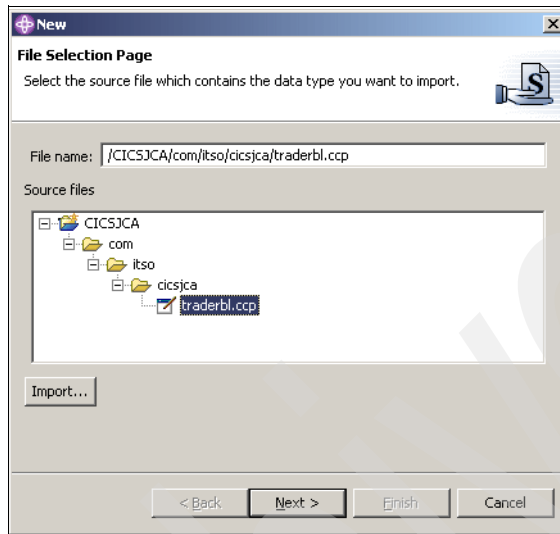 New
File Selection Page
Select the source file which contains the data type you want to import.
File name: /CICSJCA/com/itso/cicsjca/traderbl.ccp
Source files
CICSJCA
com
itso
cicsjca
traderbl.ccp
Import...
< Back Next > Finish Cancel